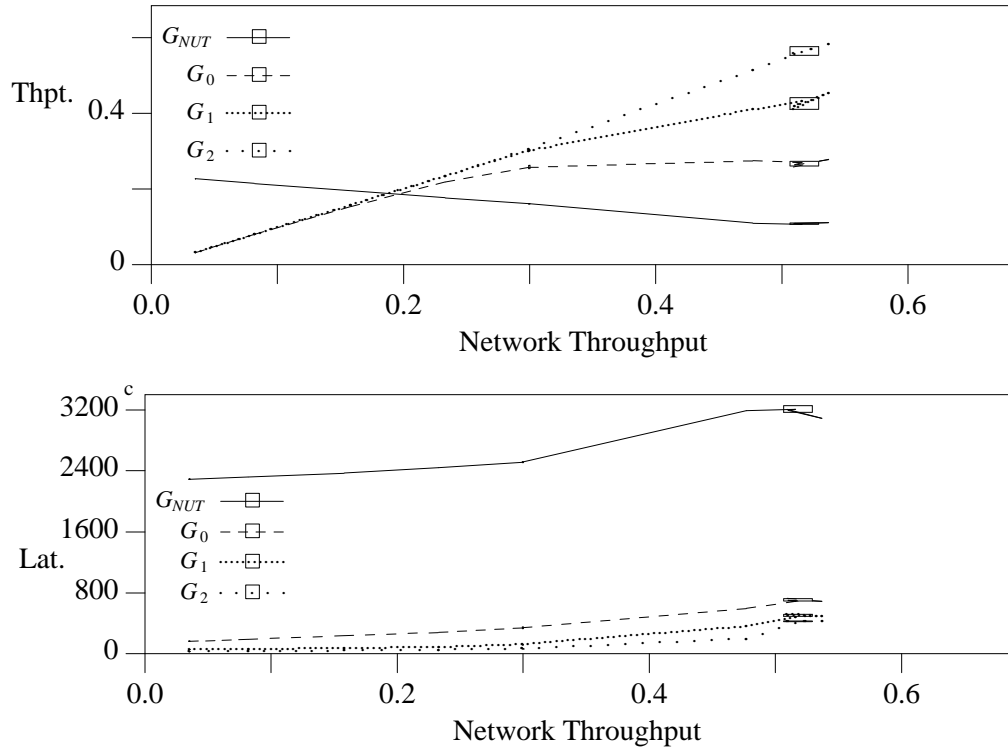 G_NUT
G_0
Thpt.
0.4
G_1
G_2
0
0.0 0.2 0.4 0.6
Network Throughput
c
3200
2400
G_NUT
1600
G_0
Lat.
G_1
800
G_2
0
0.0 0.2 0.4 0.6
Network Throughput